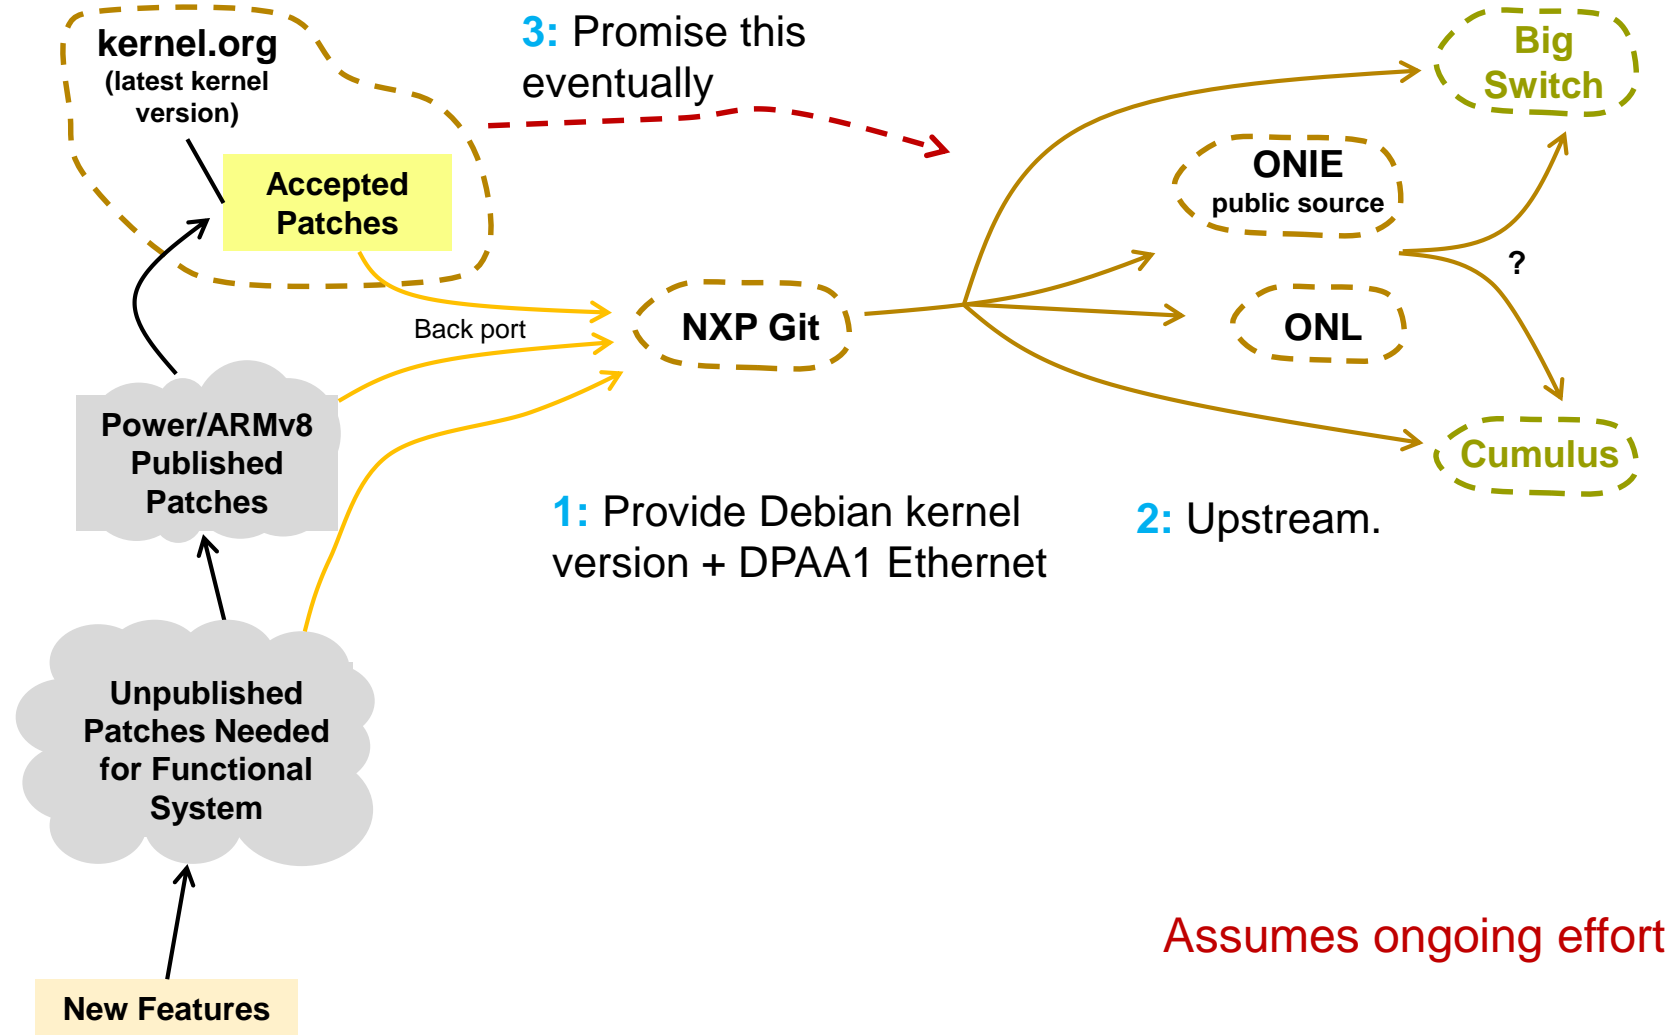 kernel.org
(latest kernel
version)
3: Promise this
eventually
Big
Switch
Accepted
Patches
ONIE
public source
?
Back port
NXP Git
ONL
Power/ARMv8
Published
Patches
Cumulus
1: Provide Debian kernel
version + DPAA1 Ethernet
2: Upstream.
Unpublished
Patches Needed
for Functional
System
Assumes ongoing effort
New Features